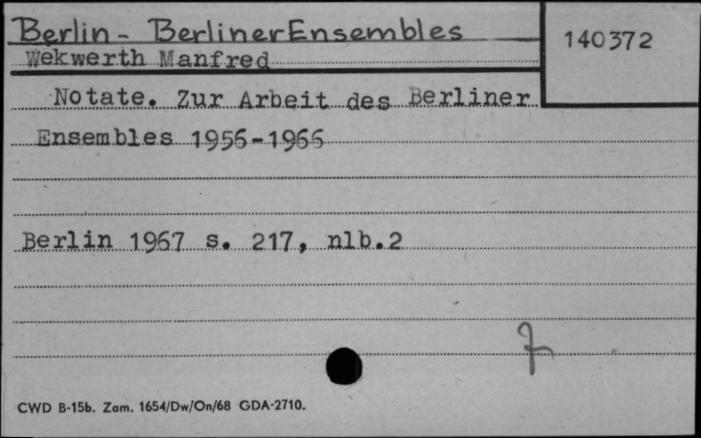 Berlin - Berliner Ensembles
140372
Wekwerth Manfred
Notate. Zur Arbeit des Berliner
Ensembles 1956-1966
Berlin 1967 s. 217, nlb.2
7
CWD B-15b. Zam. 1654/Dw/On/68 GDA-2710.